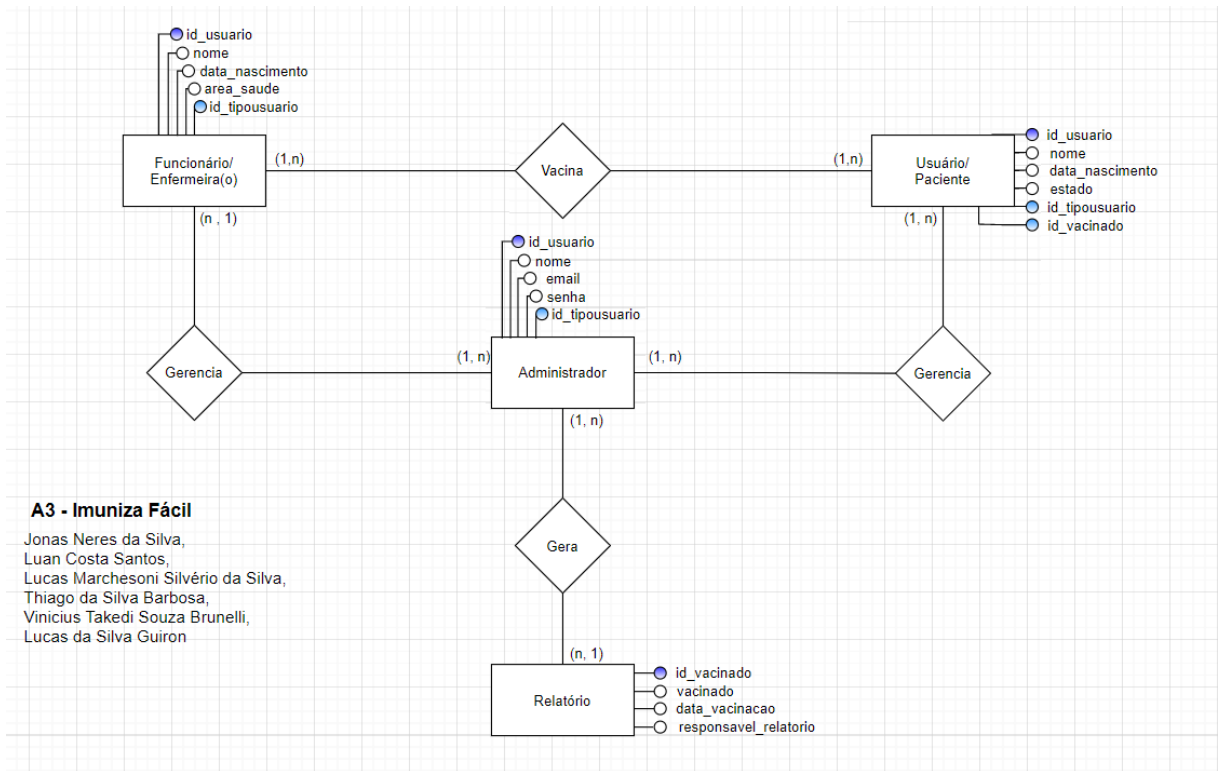 id_usuario
nome
data_nascimento
area_saude
id_tipousuario
Funcionário/
Enfermeira(o)
(1,n)
Vacina
(1,n)
Usuário/
Paciente
id_usuario
nome
data_nascimento
estado
id_tipousuario
id_vacinado
(n , 1)
(1, n)
id_usuario
nome
email
senha
id_tipousuario
Gerencia
(1, n)
Administrador
(1, n)
Gerencia
(1, n)
A3 - Imuniza Fácil
Jonas Neres da Silva,
Luan Costa Santos,
Lucas Marchesoni Silvério da Silva,
Thiago da Silva Barbosa,
Vinicius Takedi Souza Brunelli,
Lucas da Silva Guiron
Gera
(n, 1)
Relatório
id_vacinado
vacinado
data_vacinacao
responsavel_relatorio